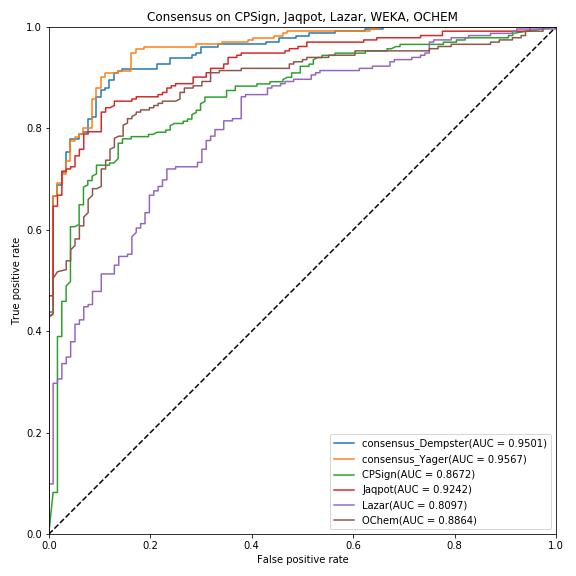 Consensus on CPSign, Jaqpot, Lazar, WEKA, OCHEM
1.0
0.8
0.6
0.4
0.2
0.0
True positive rate
consensus_Dempster(AUC = 0.9501)
consensus_Yager(AUC = 0.9567)
CPSign(AUC = 0.8672)
Jaqpot(AUC = 0.9242)
Lazar(AUC = 0.8097)
OChem(AUC = 0.8864)
0.0 0.2 0.4 0.6 0.8 1.0
False positive rate